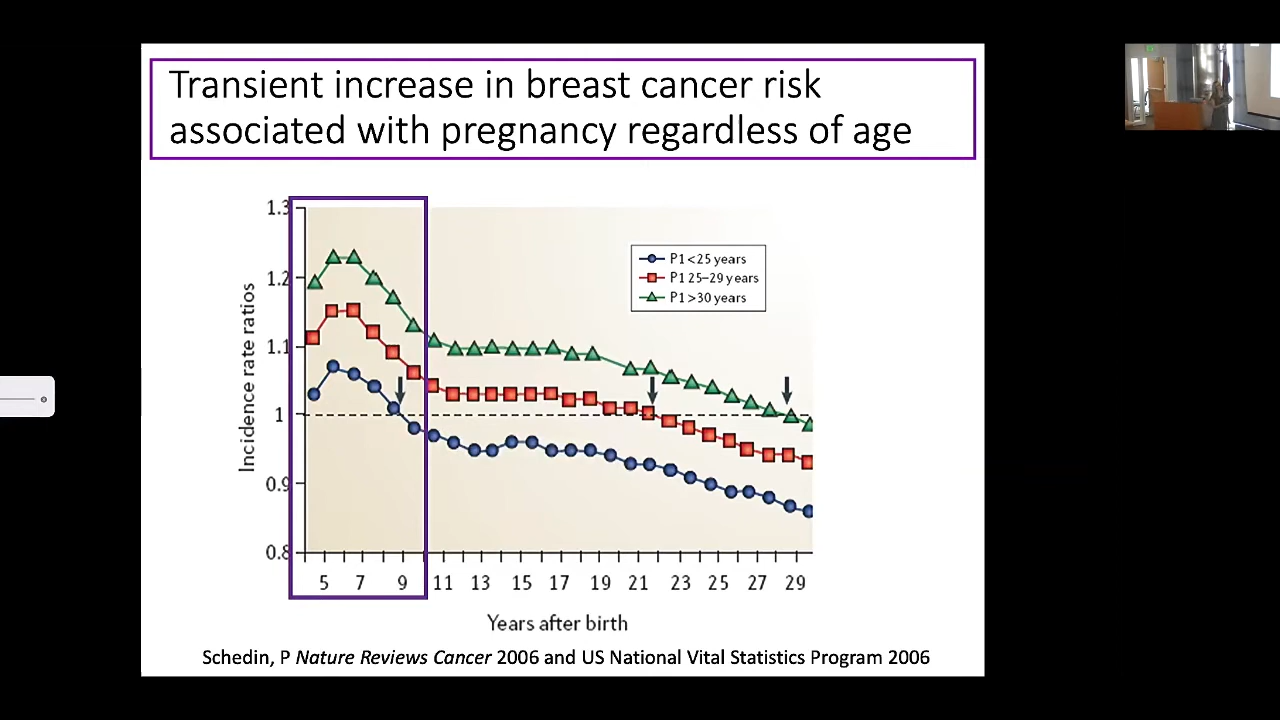 Transient increase in breast cancer risk
associated with pregnancy regardless of age
1.3
1.2
1.1
1
0.9
0.8
Incidence rate ratios
P1 <25 years
P1 25–29 years
P1 >30 years
5 7 9 11 13 15 17 19 21 23 25 27 29
Years after birth
Schedin, P Nature Reviews Cancer 2006 and US National Vital Statistics Program 2006